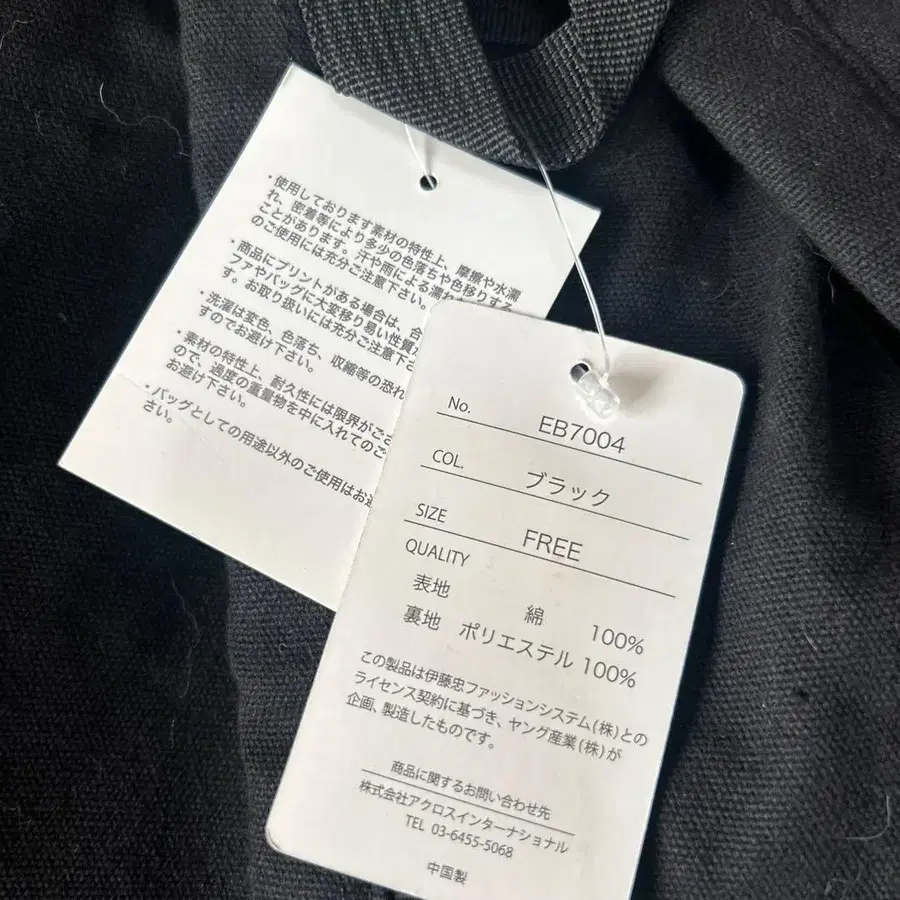 ・使用しております素材の特性上、摩擦や水濡
れ、密着等により多少の色落ちや色移りする
ことがあります。汗や雨による濡れ
のご使用には充分ご注意下さい。
・商品にプリントがある場合は、合
ファやバッグに大変移り易い性質が
す。お取り扱いには充分ご注意下さ
・洗濯は変色、色落ち、収縮等の恐れ
すのでお避け下さい。
・素材の特性上、耐久性には限界がござ
ので、過度の重量物を中に入れてのご
お避け下さい。
・バッグとしての用途以外のご使用はお
さい。
No. EB7004
COL. ブラック
SIZE FREE
QUALITY
表地 綿 100%
裏地 ポリエステル 100%
この製品は伊藤忠ファッションシステム(株)との
ライセンス契約に基づき、ヤング産業(株)が
企画、製造したものです。
商品に関するお問い合わせ先
株式会社アクロスインターナショナル
TEL 03-6455-5068
中国製